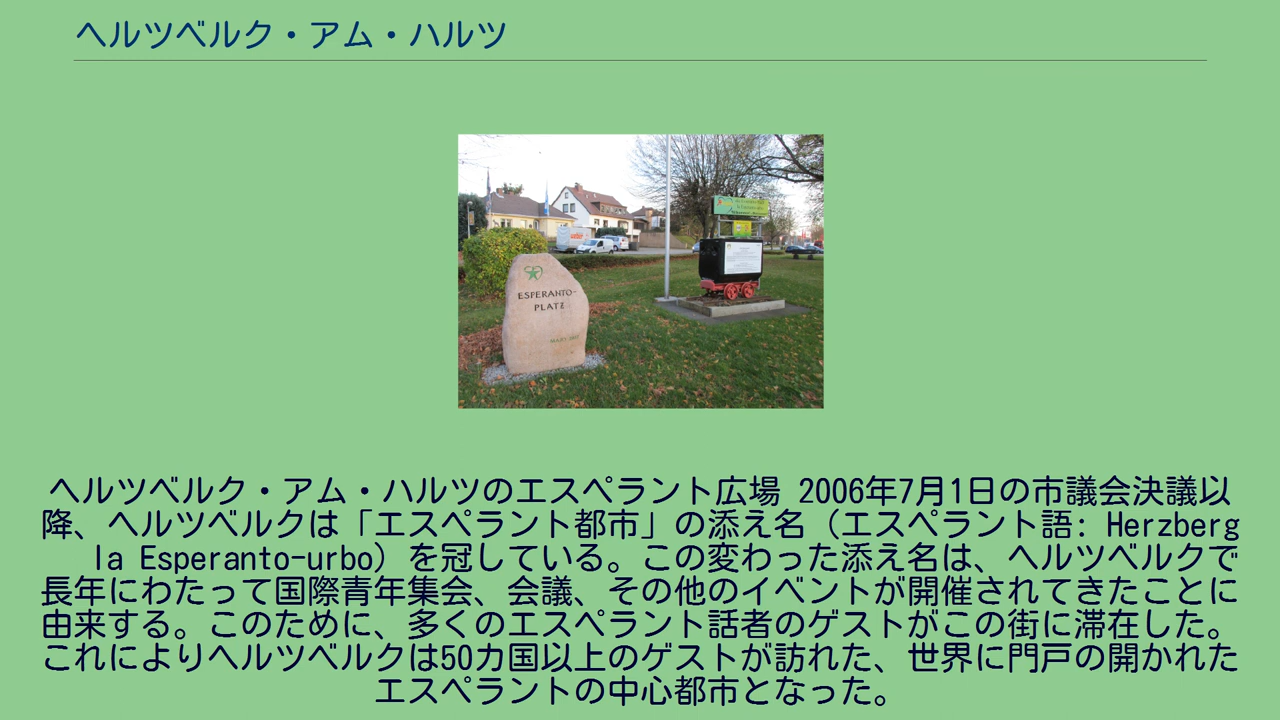 ヘルツベルク・アム・ハルツ
ESPERANTO-
PLATZ
ヘルツベルク・アム・ハルツのエスペラント広場 2006年7月1日の市議会決議以
降、ヘルツベルクは「エスペラント都市」の添え名（エスペラント語: Herzberg
la Esperanto-urbo）を冠している。この変わった添え名は、ヘルツベルクで
長年にわたって国際青年集会、会議、その他のイベントが開催されてきたことに
由来する。このために、多くのエスペラント話者のゲストがこの街に滞在した。
これによりヘルツベルクは50カ国以上のゲストが訪れた、世界に門戸の開かれた
エスペラントの中心都市となった。